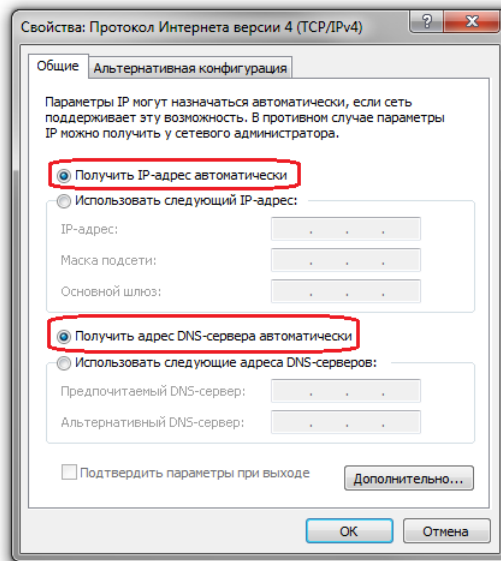 Свойства: Протокол Интернета версии 4 (TCP/IPv4)
Общие
Альтернативная конфигурация
Параметры IP могут назначаться автоматически, если сеть
поддерживает эту возможность. В противном случае параметры
IP можно получить у сетевого администратора.
Получить IP-адрес автоматически
Использовать следующий IP-адрес:
IP-адрес:
Маска подсети:
Основной шлюз:
Получить адрес DNS-сервера автоматически
Использовать следующие адреса DNS-серверов:
Предпочитаемый DNS-сервер:
Альтернативный DNS-сервер:
Подтвердить параметры при выходе
Дополнительно...
ОК
Отмена